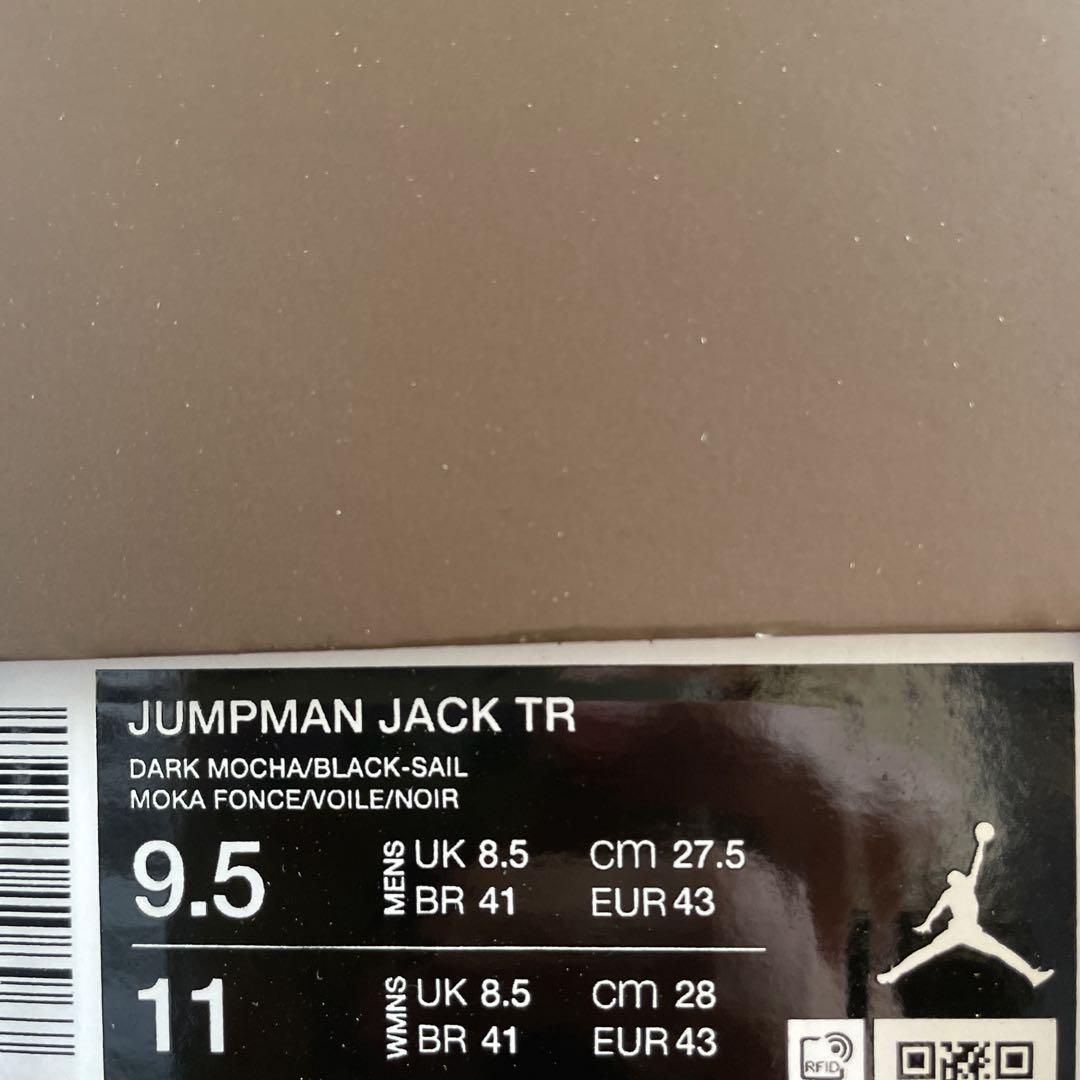 JUMPMAN JACK TR
DARK MOCHA/BLACK-SAIL
MOKA FONCE/VOILE/NOIR
9.5 MENS UK 8.5 cm 27.5
BR 41 EUR 43
11 WMNS UK 8.5 cm 28
BR 41 EUR 43
RFID